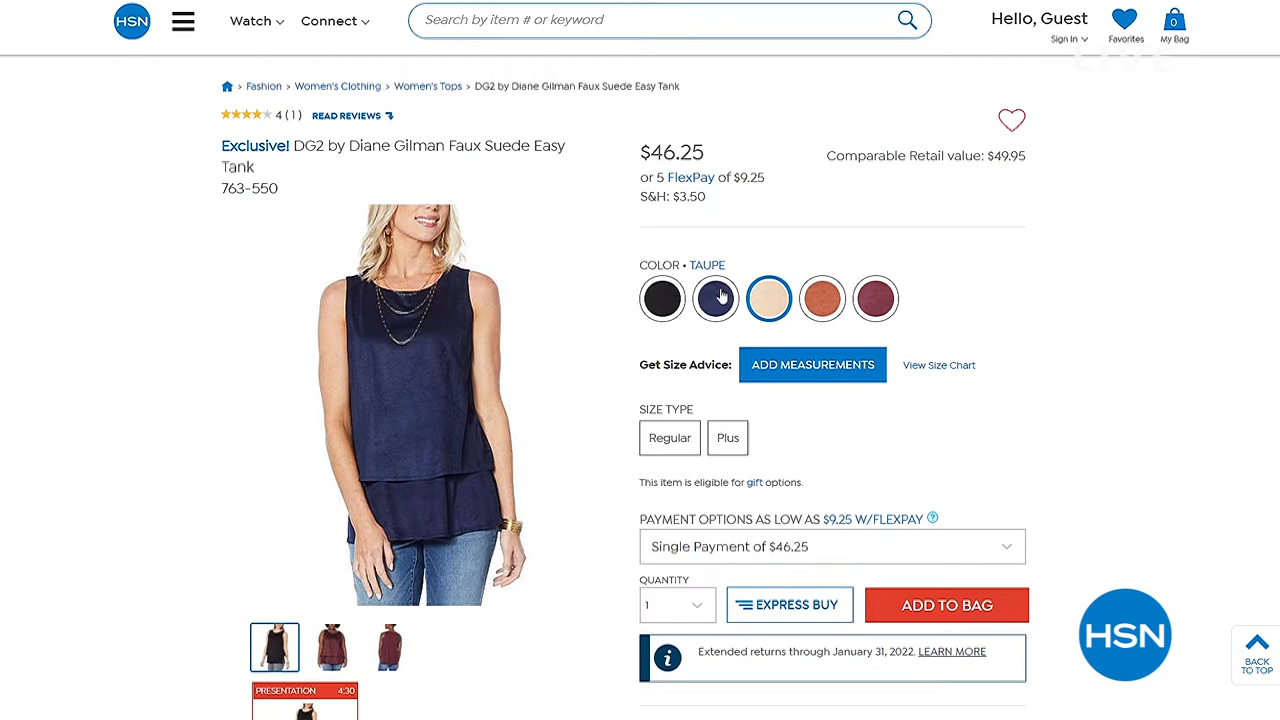 HSN
Watch
Connect
Search by item # or keyword
Hello, Guest
Sign In
Favorites
0
My Bag
LIVE
> Fashion > Women's Clothing > Women's Tops > DG2 by Diane Gilman Faux Suede Easy Tank
4 ( 1 ) READ REVIEWS
Exclusive! DG2 by Diane Gilman Faux Suede Easy
Tank
763-550
$46.25
Comparable Retail value: $49.95
or 5 FlexPay of $9.25
S&H: $3.50
COLOR • TAUPE
Get Size Advice: ADD MEASUREMENTS View Size Chart
SIZE TYPE
Regular Plus
This item is eligible for gift options.
PAYMENT OPTIONS AS LOW AS $9.25 W/FLEXPAY ?
Single Payment of $46.25
QUANTITY
1
EXPRESS BUY
ADD TO BAG
i Extended returns through January 31, 2022. LEARN MORE
PRESENTATION 4:30
HSN
BACK
TO TOP